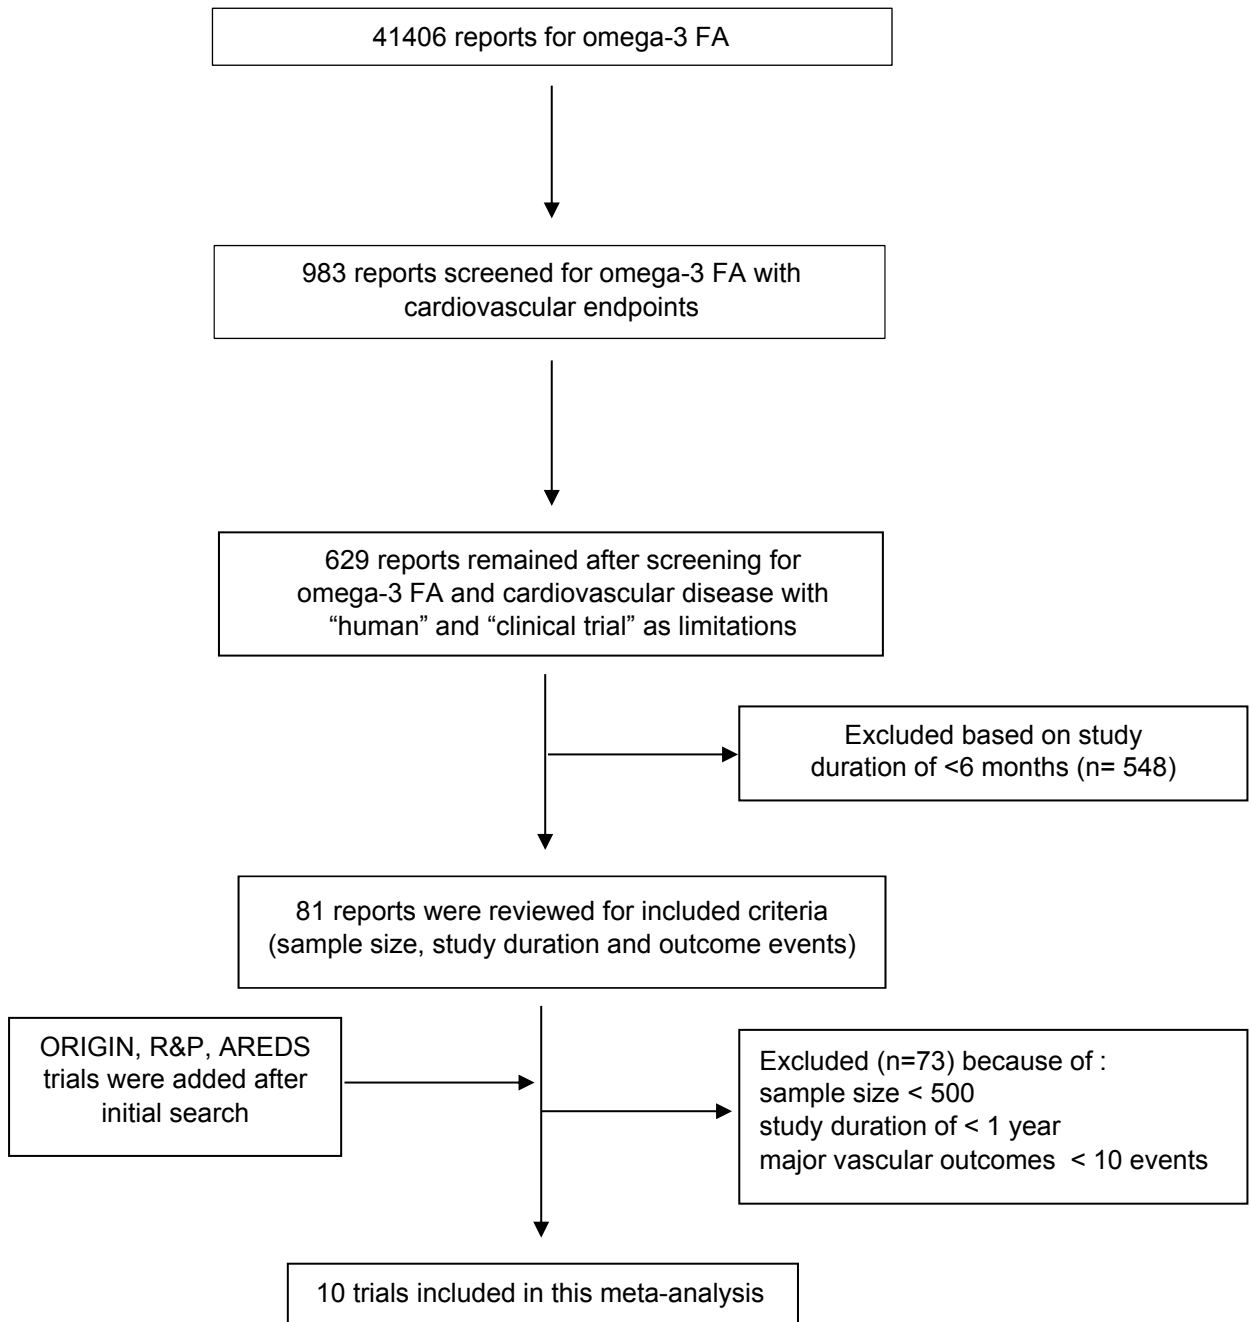 41406 reports for omega-3 FA
983 reports screened for omega-3 FA with
cardiovascular endpoints
629 reports remained after screening for
omega-3 FA and cardiovascular disease with
“human” and “clinical trial” as limitations
Excluded based on study
duration of <6 months (n= 548)
81 reports were reviewed for included criteria
(sample size, study duration and outcome events)
ORIGIN, R&P, AREDS
trials were added after
initial search
Excluded (n=73) because of :
sample size < 500
study duration of < 1 year
major vascular outcomes  < 10 events
10 trials included in this meta-analysis